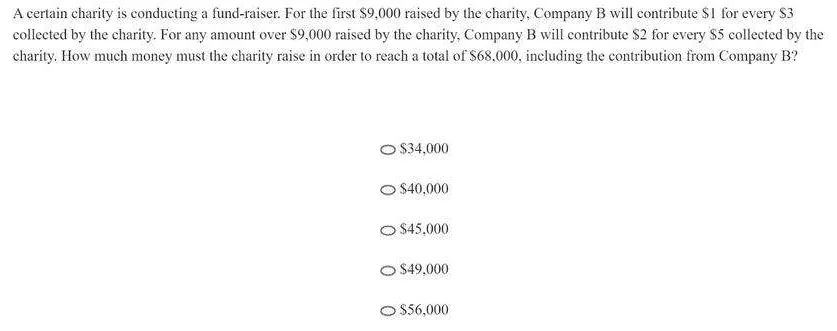 A certain charity is conducting a fund-raiser. For the first $9,000 raised by the charity, Company B will contribute $1 for every $3
collected by the charity. For any amount over $9,000 raised by the charity, Company B will contribute $2 for every $5 collected by the
charity. How much money must the charity raise in order to reach a total of $68,000, including the contribution from Company B?
$34,000
$40,000
$45,000
$49,000
$56,000